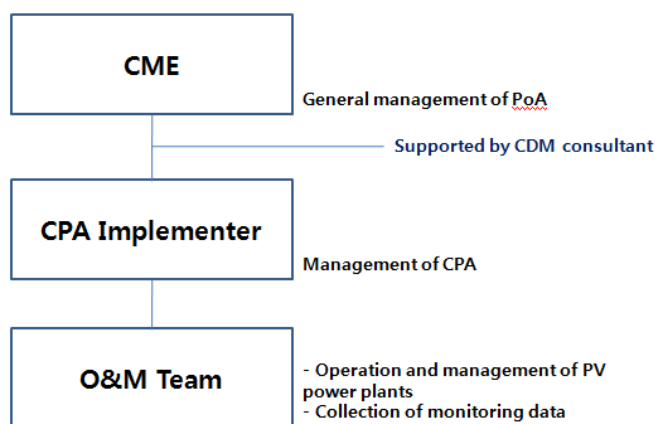 CME
General management of PoA
Supported by CDM consultant
CPA Implementer
Management of CPA
O&M Team
- Operation and management of PV
power plants
- Collection of monitoring data